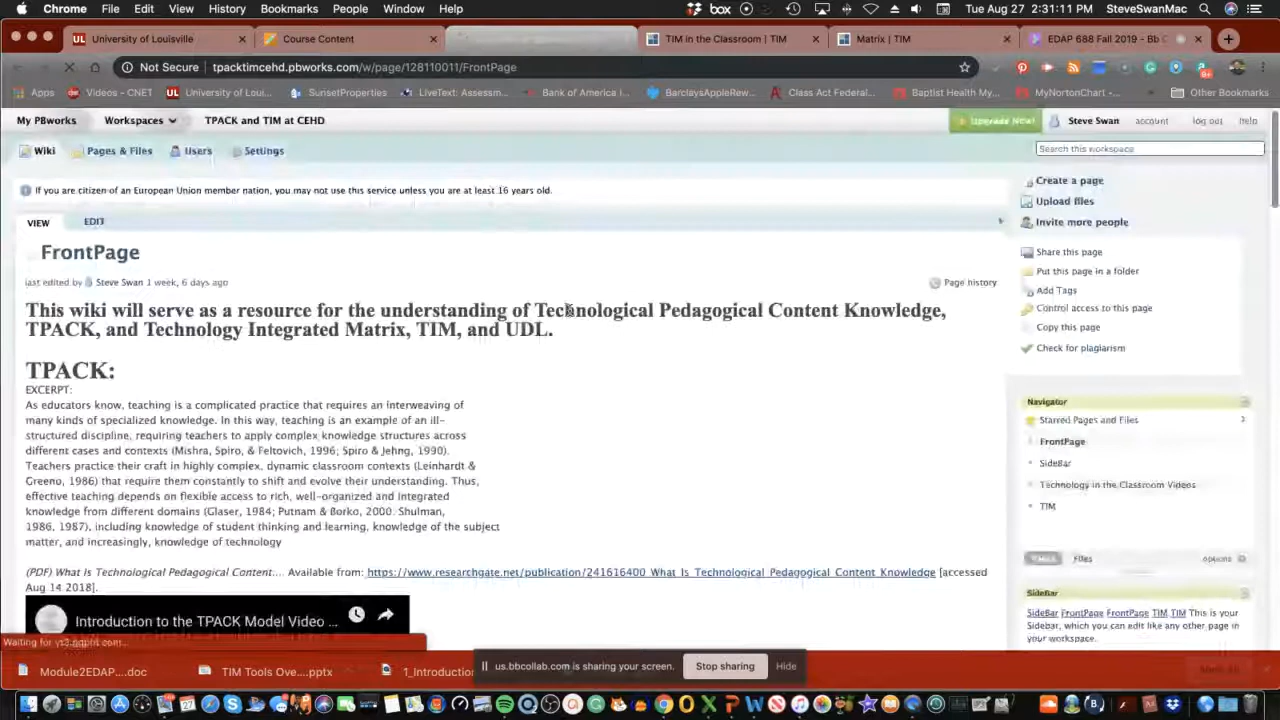 Chrome File Edit View History Bookmarks People Window Help box Tue Aug 27 2:31:11 PM SteveSwanMac
University of Louisville × Course Content × TIM in the Classroom | TIM × Matrix | TIM × EDAP 688 Fall 2019 - Bb C ×
Not Secure | tpacktimcehd.pbworks.com/w/page/128110011/FrontPage
Apps Videos - CNET University of Loui... SunsetProperties LiveText: Assessm... Bank of America I... BarclaysAppleRew... Class Act Federal... Baptist Health My... MyNortonChart -... Other Bookmarks
My PBworks Workspaces TPACK and TIM at CEHD Upgrade Now! Steve Swan account log out help
Wiki Pages & Files Users Settings Search this workspace
If you are citizen of an European Union member nation, you may not use this service unless you are at least 16 years old.
VIEW EDIT
FrontPage
last edited by Steve Swan 1 week, 6 days ago Page history
This wiki will serve as a resource for the understanding of Technological Pedagogical Content Knowledge,
TPACK, and Technology Integrated Matrix, TIM, and UDL.
TPACK:
EXCERPT:
As educators know, teaching is a complicated practice that requires an interweaving of
many kinds of specialized knowledge. In this way, teaching is an example of an ill-
structured discipline, requiring teachers to apply complex knowledge structures across
different cases and contexts (Mishra, Spiro, & Feltovich, 1996; Spiro & Jehng, 1990).
Teachers practice their craft in highly complex, dynamic classroom contexts (Leinhardt &
Greeno, 1986) that require them constantly to shift and evolve their understanding. Thus,
effective teaching depends on flexible access to rich, well-organized and integrated
knowledge from different domains (Glaser, 1984; Putnam & Borko, 2000. Shulman,
1986, 1987), including knowledge of student thinking and learning, knowledge of the subject
matter, and increasingly, knowledge of technology
(PDF) What Is Technological Pedagogical Content.... Available from: https://www.researchgate.net/publication/241616400_What_Is_Technological_Pedagogical_Content_Knowledge [accessed
Aug 14 2018].
Introduction to the TPACK Model Video ...
Create a page
Upload files
Invite more people
Share this page
Put this page in a folder
Add Tags
Control access to this page
Copy this page
Check for plagiarism
Navigator
Starred Pages and Files
FrontPage
SideBar
Technology in the Classroom Videos
TIM
Files options
SideBar
SideBar FrontPage FrontPage TIM TIM This is your
Sidebar, which you can edit like any other page in
your workspace.
Waiting for
Module2EDAP....doc TIM Tools Ove....pptx 1_Introduction us.bbcollab.com is sharing your screen. Stop sharing Hide